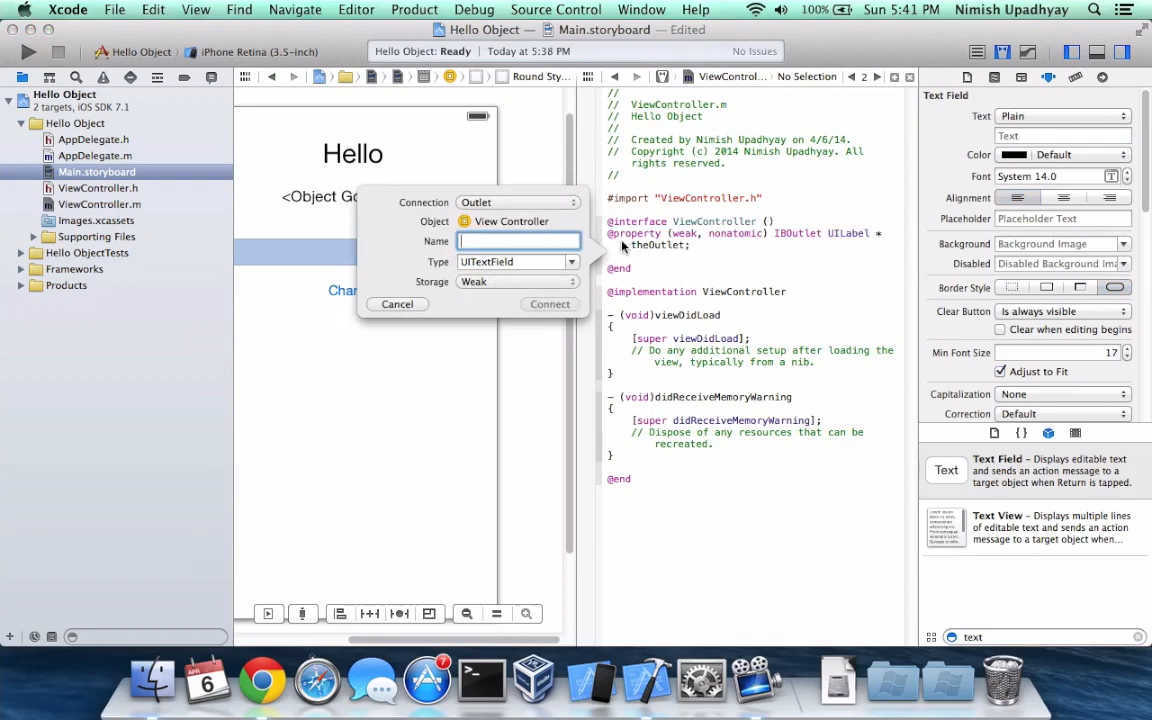 Xcode File Edit View Find Navigate Editor Product Debug Source Control Window Help 100% Sun 5:41 PM Nimish Upadhyay
Hello Object — Main.storyboard — Edited
Hello Object iPhone Retina (3.5-inch) Hello Object: Ready Today at 5:38 PM No Issues
Round Sty... ViewControl... No Selection 2
Hello Object
2 targets, iOS SDK 7.1
Hello Object
AppDelegate.h
AppDelegate.m
Main.storyboard
ViewController.h
ViewController.m
Images.xcassets
Supporting Files
Hello ObjectTests
Frameworks
Products
Hello
<Object Go
Char
Connection Outlet
Object View Controller
Name
Type UITextField
Storage Weak
Cancel Connect
//
// ViewController.m
// Hello Object
//
// Created by Nimish Upadhyay on 4/6/14.
// Copyright (c) 2014 Nimish Upadhyay. All
rights reserved.
//
#import "ViewController.h"
@interface ViewController ()
@property (weak, nonatomic) IBOutlet UILabel *
theOutlet;
@end
@implementation ViewController
- (void)viewDidLoad
{
[super viewDidLoad];
// Do any additional setup after loading the
view, typically from a nib.
}
- (void)didReceiveMemoryWarning
{
[super didReceiveMemoryWarning];
// Dispose of any resources that can be
recreated.
}
@end
Text Field
Text Plain
Text
Color Default
Font System 14.0
Alignment
Placeholder Placeholder Text
Background Background Image
Disabled Disabled Background Ima
Border Style
Clear Button Is always visible
Clear when editing begins
Min Font Size 17
Adjust to Fit
Capitalization None
Correction Default
Text
Text Field - Displays editable text
and sends an action message to a
target object when Return is tapped.
Text View - Displays multiple lines
of editable text and sends an action
message to a target object when...
text
APR
6
7